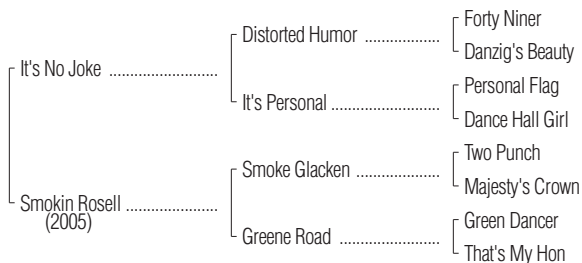 Forty Niner
Distorted Humor ..................
Danzig's Beauty
It's No Joke ..........................
Personal Flag
It's Personal ..........................
Dance Hall Girl
Two Punch
Smoke Glacken ....................
Majesty's Crown
Smokin Rosell ......................
(2005)
Green Dancer
Greene Road ........................
That's My Hon